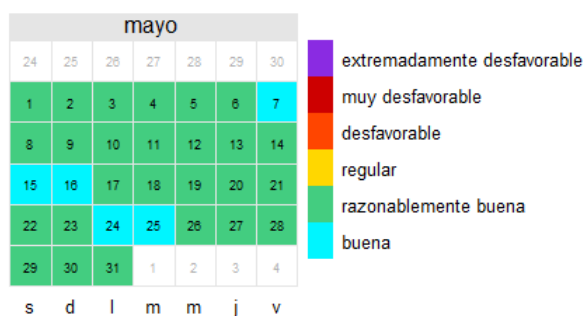 mayo
24 25 26 27 28 29 30
1 2 3 4 5 6 7
8 9 10 11 12 13 14
15 16 17 18 19 20 21
22 23 24 25 26 27 28
29 30 31 1 2 3 4
s d l m m j v
extremadamente desfavorable
muy desfavorable
desfavorable
regular
razonablemente buena
buena